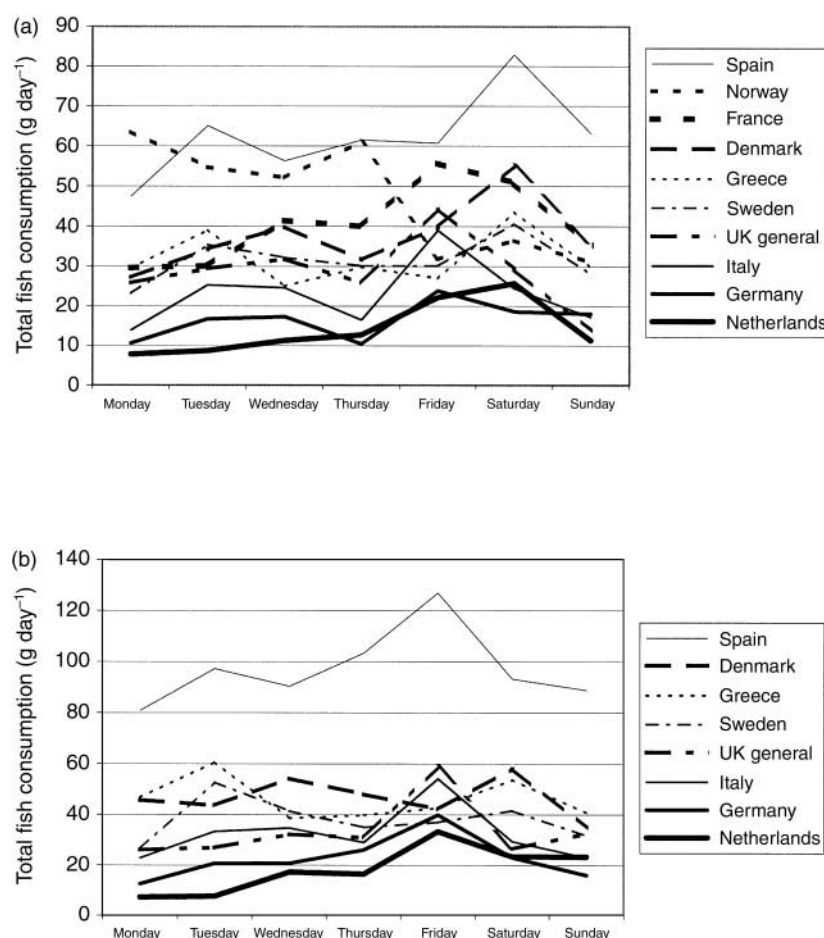 (a)
Total fish consumption (g day⁻¹)
90
80
70
60
50
40
30
20
10
0
Monday Tuesday Wednesday Thursday Friday Saturday Sunday
Spain
Norway
France
Denmark
Greece
Sweden
UK general
Italy
Germany
Netherlands
(b)
Total fish consumption (g day⁻¹)
140
120
100
80
60
40
20
0
Monday Tuesday Wednesday Thursday Friday Saturday Sunday
Spain
Denmark
Greece
Sweden
UK general
Italy
Germany
Netherlands